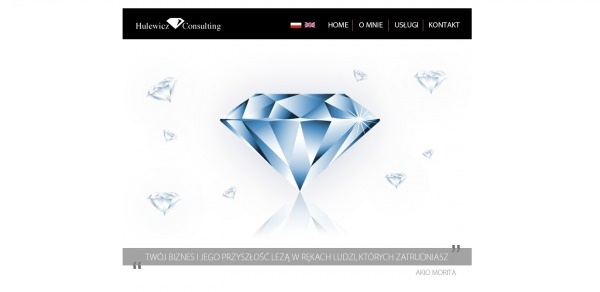 Hulewicz Consulting
HOME O MNIE USŁUGI KONTAKT
TWÓJ BIZNES I JEGO PRZYSZŁOŚĆ LEŻĄ W RĘKACH LUDZI, KTÓRYCH ZATRUDNIASZ ”
“
AKIO MORITA